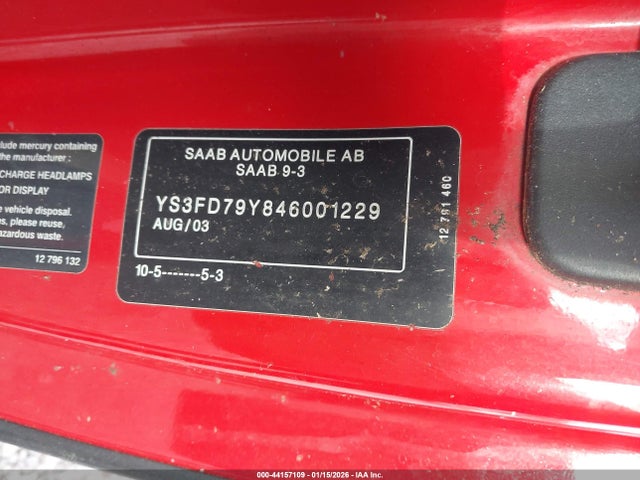 clude mercury containing
the manufacturer :
CHARGE HEADLAMPS
OR DISPLAY
vehicle disposal.
s, please reuse,
azardous waste.
12 796 132
SAAB AUTOMOBILE AB
SAAB 9-3
YS3FD79Y846001229
AUG/03
10-5-------5-3
12 791 460
000-44157109 - 01/15/2026 - IAA Inc.